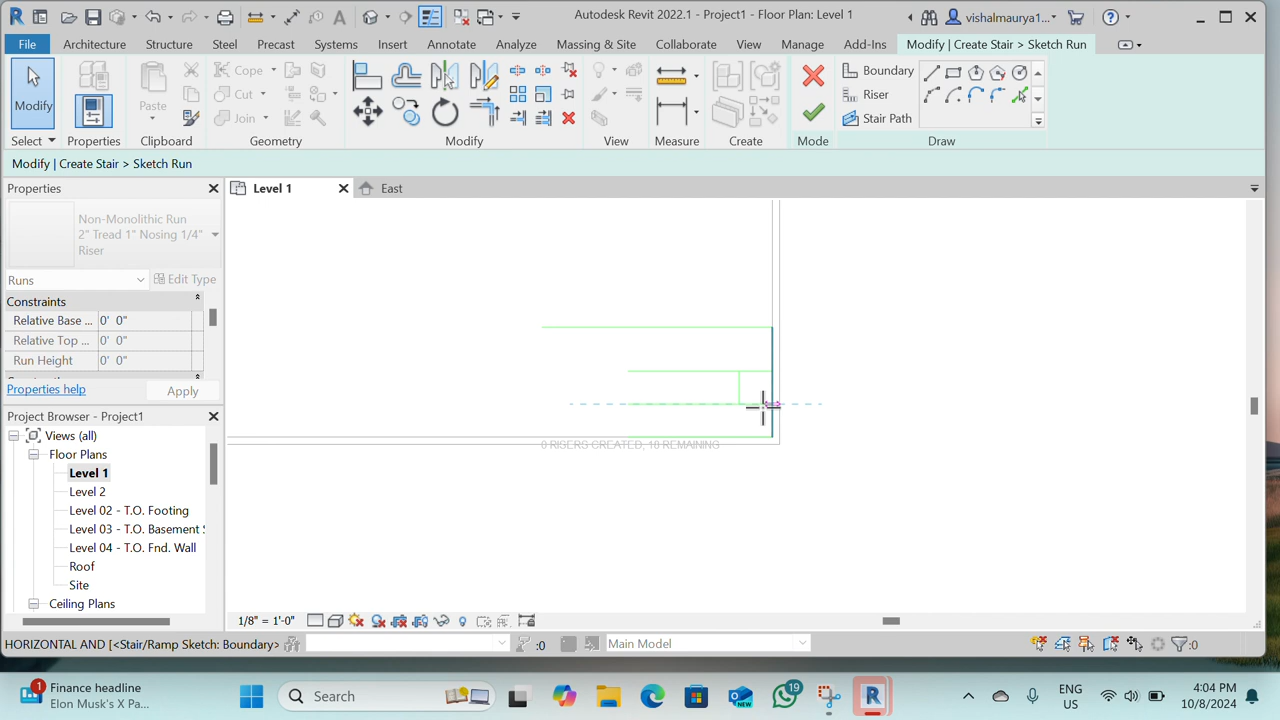 Autodesk Revit 2022.1 - Project1 - Floor Plan: Level 1
vishalmaurya1...
File
Architecture
Structure
Steel
Precast
Systems
Insert
Annotate
Analyze
Massing & Site
Collaborate
View
Manage
Add-Ins
Modify | Create Stair > Sketch Run
Modify
Paste
Cope
Cut
Join
Boundary
Riser
Stair Path
Select
Properties
Clipboard
Geometry
Modify
View
Measure
Create
Mode
Draw
Modify | Create Stair > Sketch Run
Properties
Level 1
East
Non-Monolithic Run
2" Tread 1" Nosing 1/4"
Riser
Runs
Edit Type
Constraints
Relative Base ... 0' 0"
Relative Top ... 0' 0"
Run Height 0' 0"
Properties help
Apply
Project Browser - Project1
Views (all)
Floor Plans
Level 1
Level 2
Level 02 - T.O. Footing
Level 03 - T.O. Basement S
Level 04 - T.O. Fnd. Wall
Roof
Site
Ceiling Plans
0 RISERS CREATED, 18 REMAINING
1/8" = 1'-0"
HORIZONTAL AND [<Stair/Ramp Sketch: Boundary>
:0
Main Model
:0
1
Finance headline
Elon Musk's X Pa...
Search
NEW
19
ENG
US
4:04 PM
10/8/2024